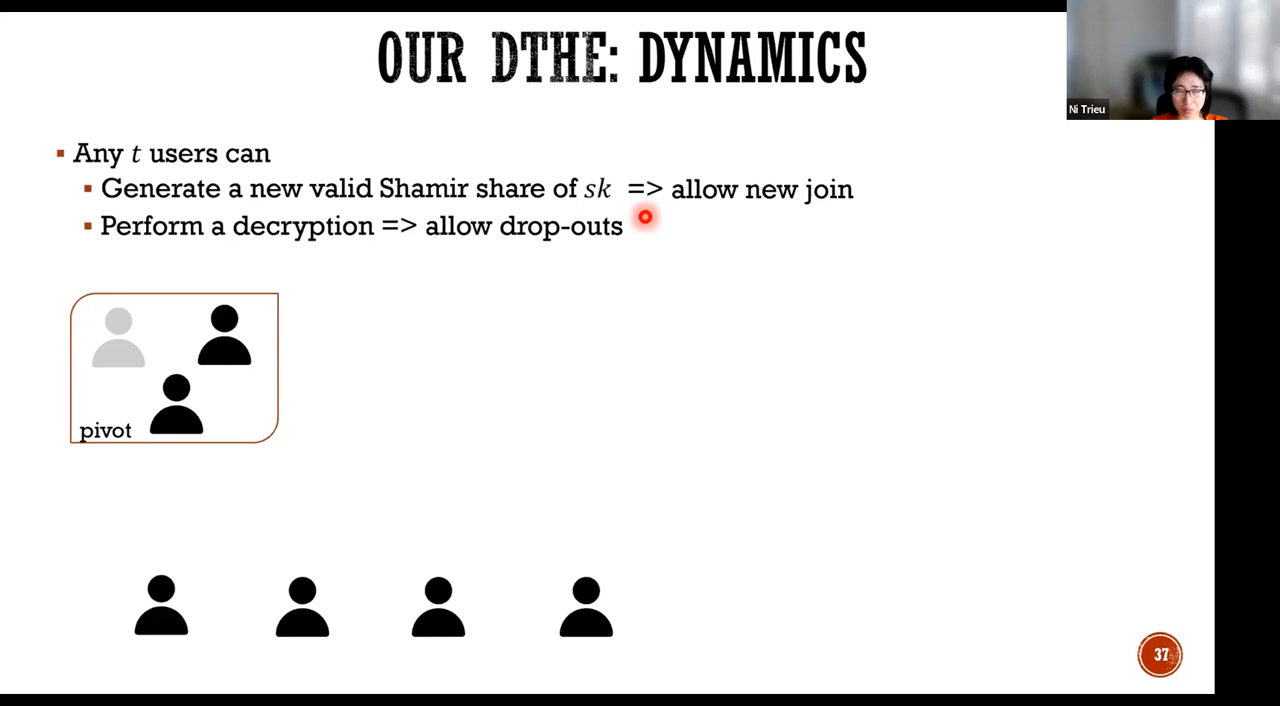 OUR DTHE: DYNAMICS
Ni Trieu
▪ Any t users can
▪ Generate a new valid Shamir share of sk => allow new join
▪ Perform a decryption => allow drop-outs
pivot
37